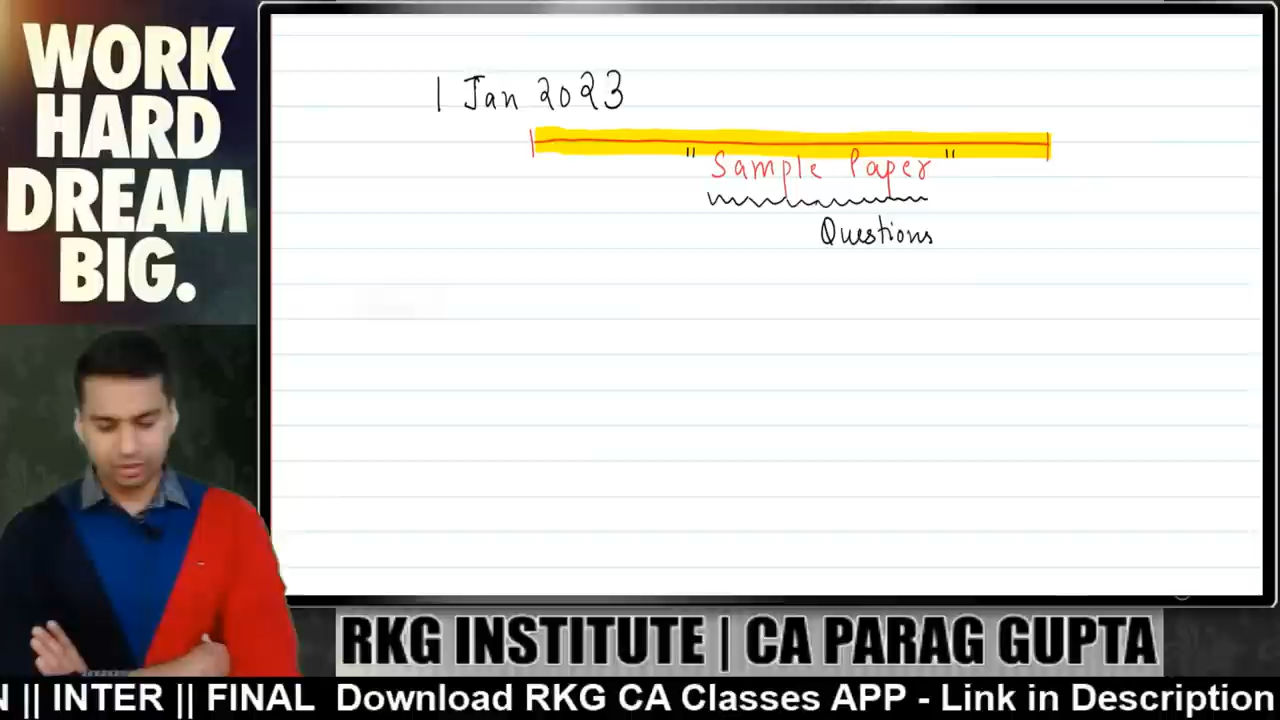 WORK
HARD
DREAM
BIG.
1 Jan 2023
" Sample Paper "
Questions
RKG INSTITUTE | CA PARAG GUPTA
N || INTER || FINAL Download RKG CA Classes APP - Link in Description